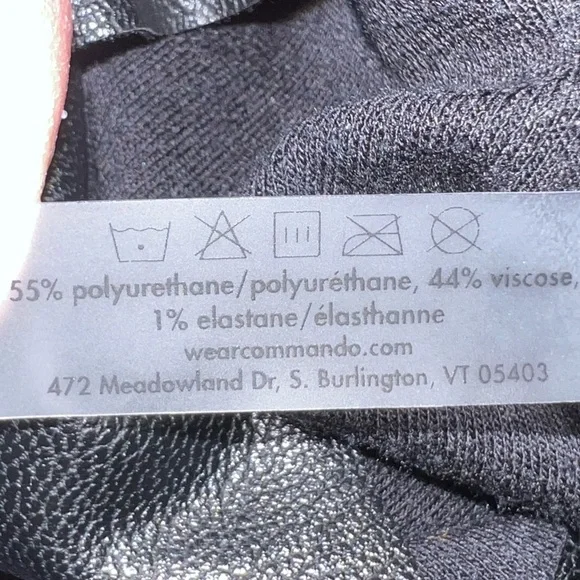 55% polyurethane/polyuréthane, 44% viscose,
1% elastane/élasthanne
wearcommando.com
472 Meadowland Dr, S. Burlington, VT 05403